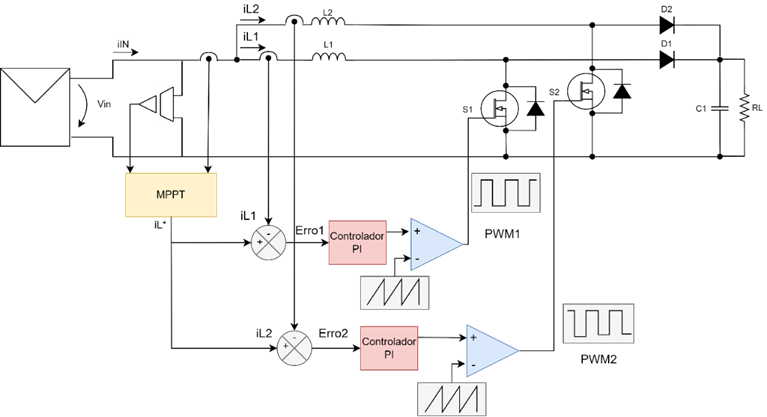 iL2
L2
D2
iIN
iL1
L1
D1
Vin
S1
S2
C1
RL
MPPT
iL*
iL1
-
+
Erro1
Controlador
PI
+
-
PWM1
iL2
-
+
Erro2
Controlador
PI
+
-
PWM2